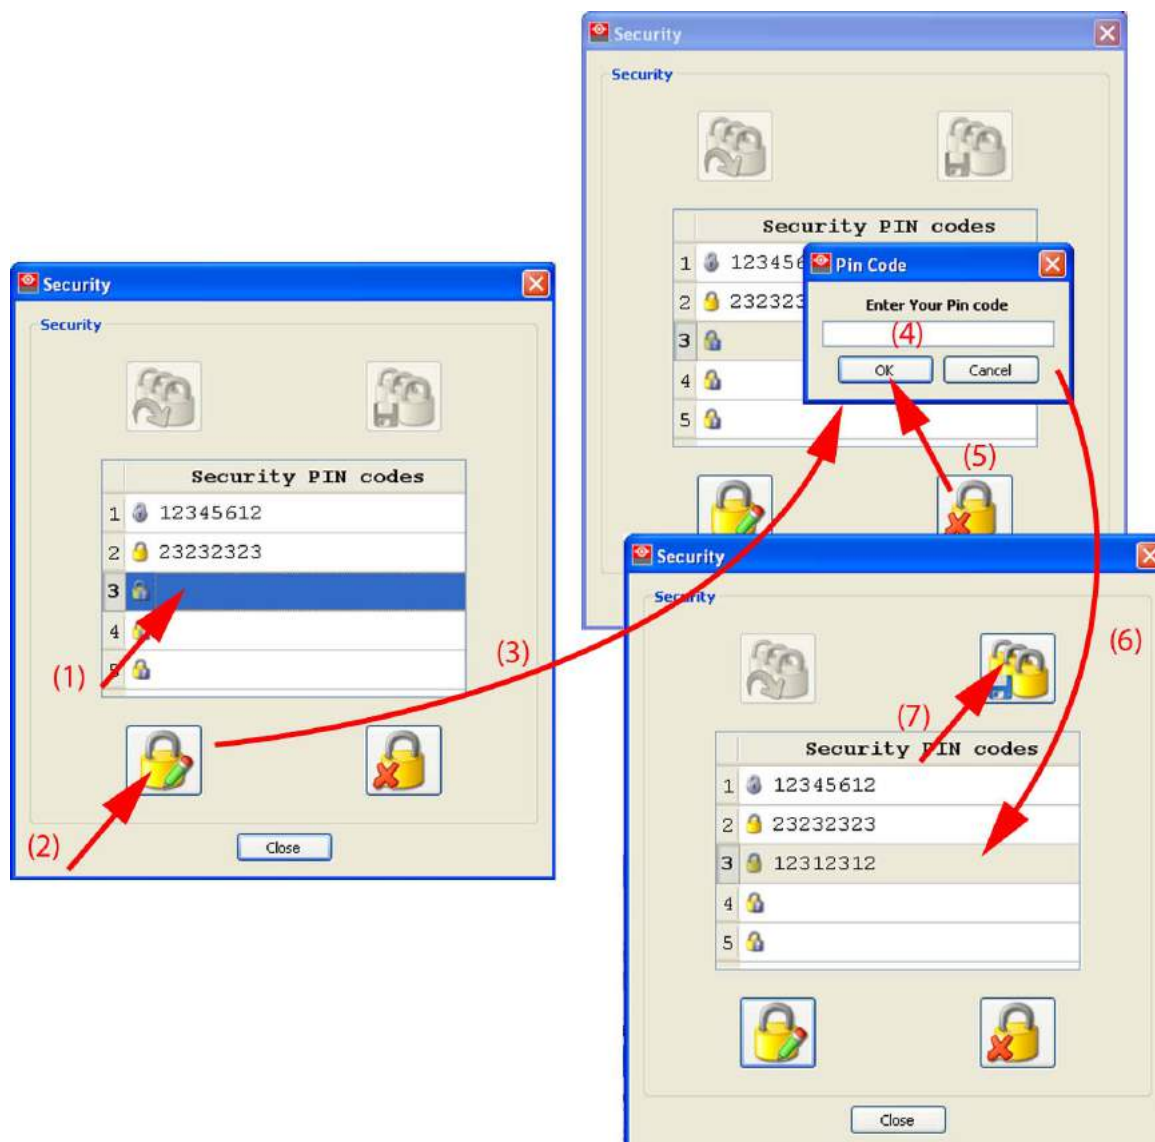 Security
Security
Security PIN codes
1 12345612
2 23232323
3
4
5
Close
(1)
(2)
(3)
Security
Security
Security PIN codes
1 123456
2 232323
3
4
5
Pin Code
Enter Your Pin code
(4)
OK Cancel
(5)
(6)
Security
Security
(7)
Security PIN codes
1 12345612
2 23232323
3 12312312
4
5
Close